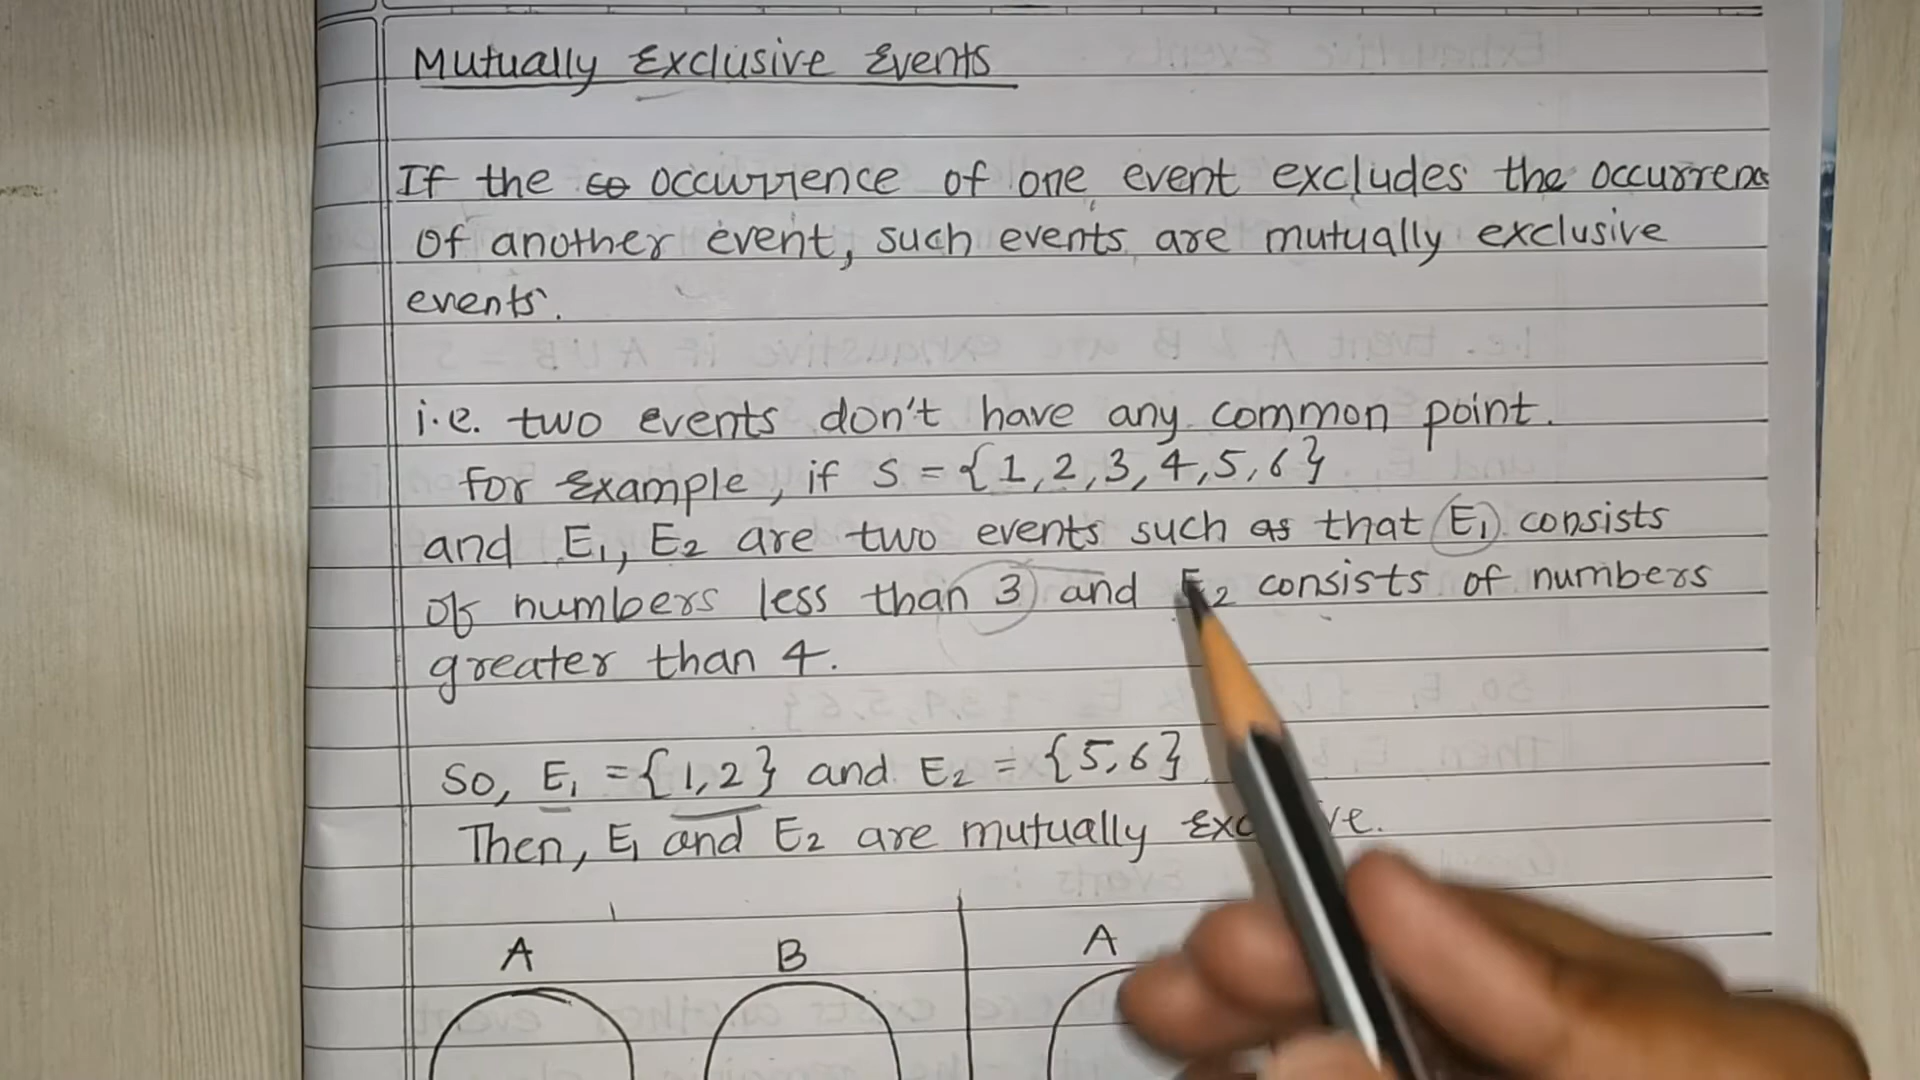 Mutually Exclusive Events
If the co occurrence of one event excludes the occurrence
of another event, such events are mutually exclusive
events.
i.e. two events don't have any common point.
for Example, if S = {1, 2, 3, 4, 5, 6}
and E1, E2 are two events such as that E1 consists
of numbers less than 3 and E2 consists of numbers
greater than 4.
So, E1 = {1, 2} and E2 = {5, 6}
Then, E1 and E2 are mutually
A B A